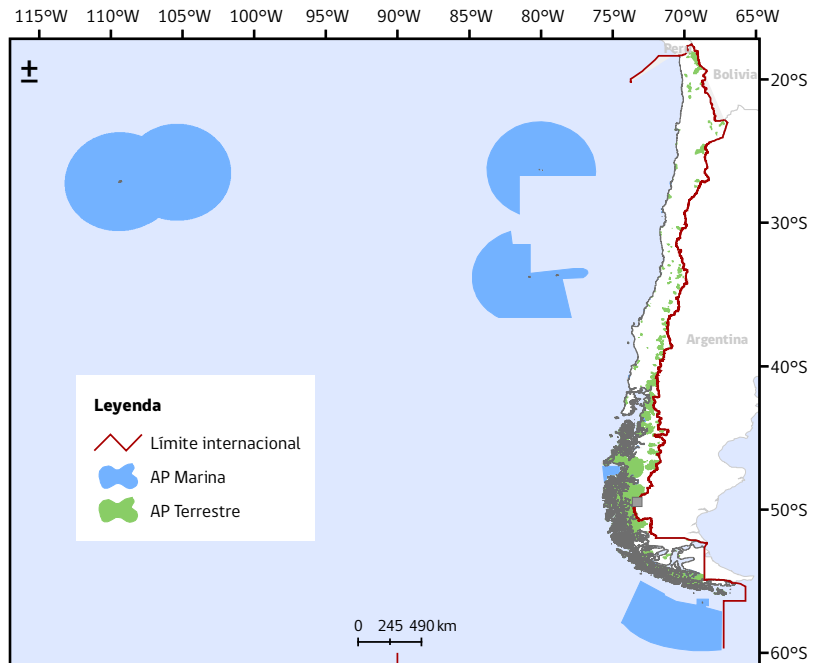 115°W 110°W 105°W 100°W 95°W 90°W 85°W 80°W 75°W 70°W 65°W
Perú
Bolivia
20°S
30°S
Argentina
40°S
Leyenda
Límite internacional
AP Marina
AP Terrestre
50°S
0 245 490 km
60°S